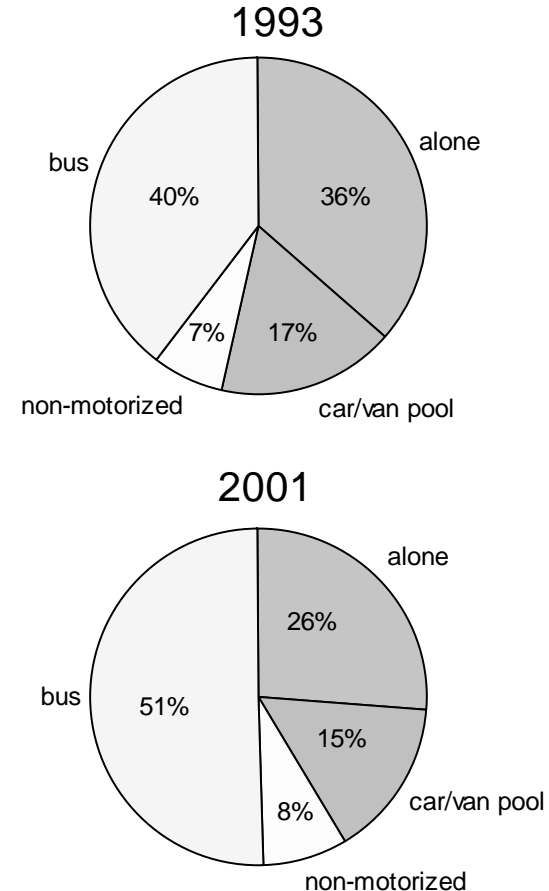 1993
alone
bus
40%
36%
7%
17%
non-motorized
car/van pool
2001
alone
26%
bus
51%
15%
8%
car/van pool
non-motorized